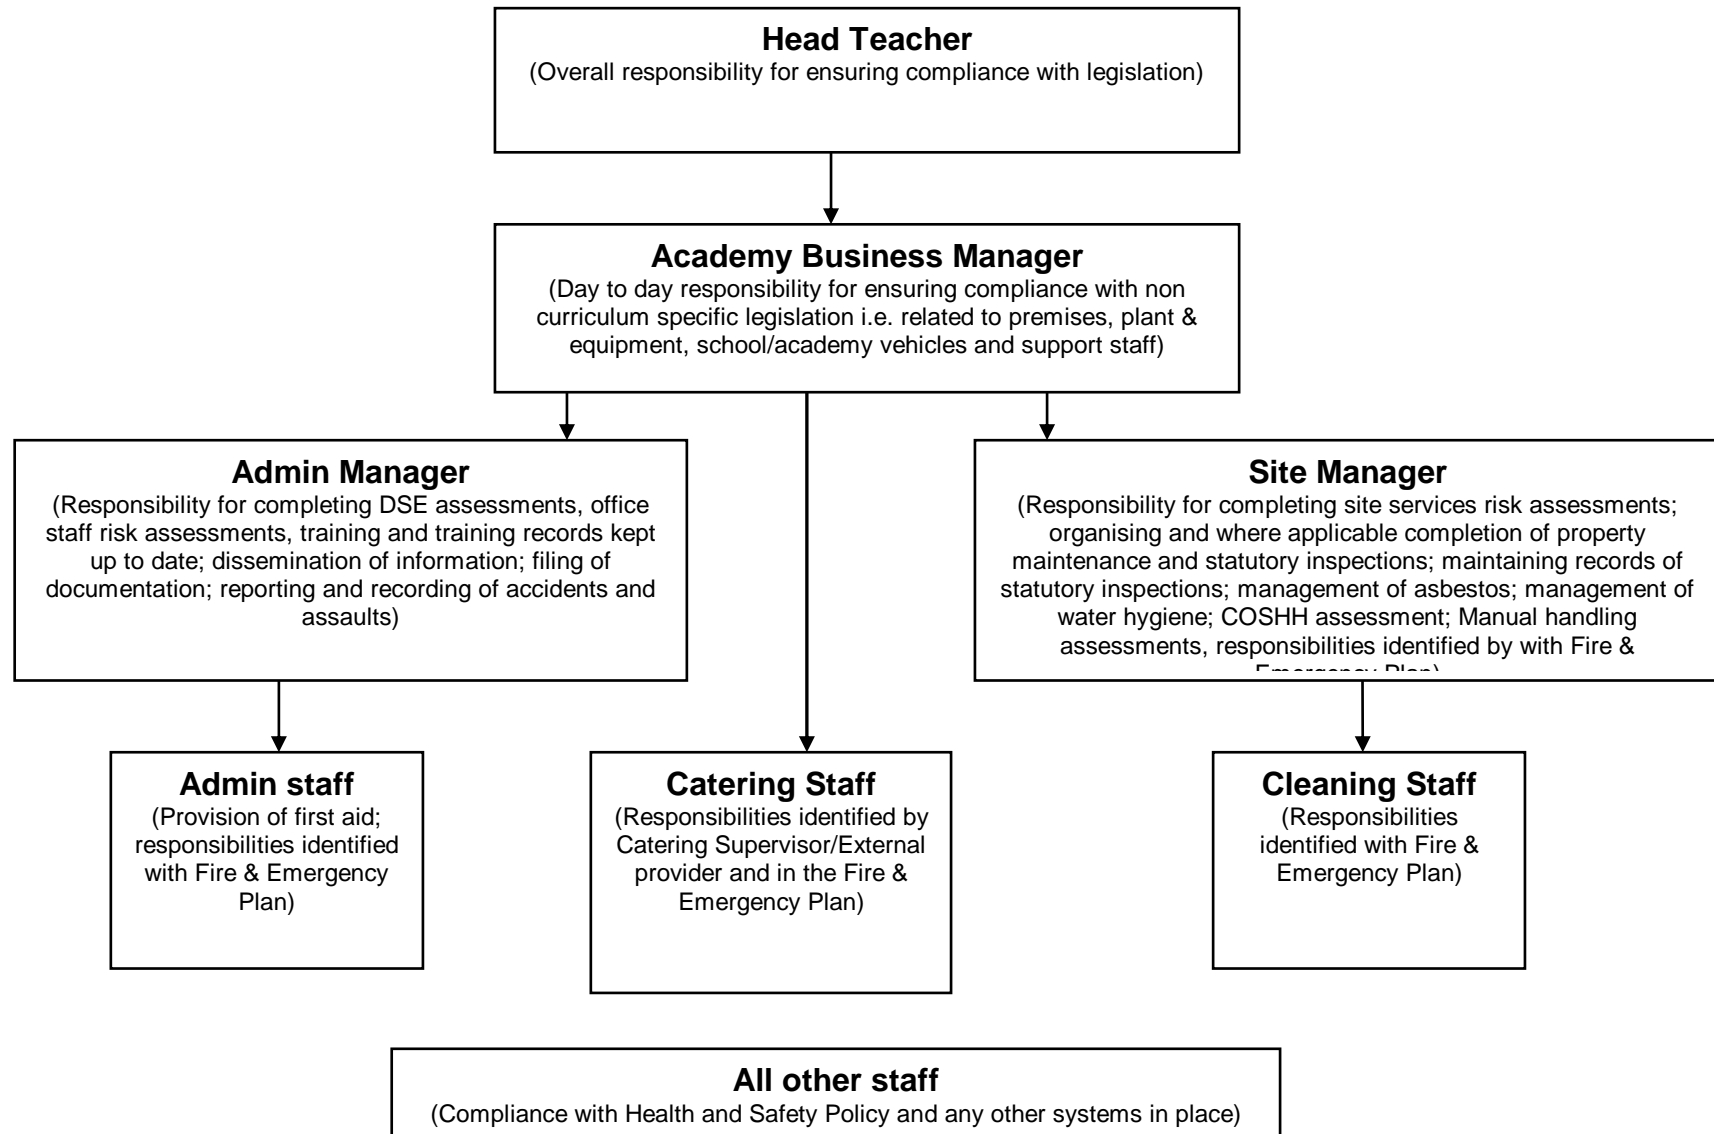 Head Teacher
(Overall responsibility for ensuring compliance with legislation)
Academy Business Manager
(Day to day responsibility for ensuring compliance with non
curriculum specific legislation i.e. related to premises, plant &
equipment, school/academy vehicles and support staff)
Admin Manager
(Responsibility for completing DSE assessments, office
staff risk assessments, training and training records kept
up to date; dissemination of information; filing of
documentation; reporting and recording of accidents and
assaults)
Site Manager
(Responsibility for completing site services risk assessments;
organising and where applicable completion of property
maintenance and statutory inspections; maintaining records of
statutory inspections; management of asbestos; management of
water hygiene; COSHH assessment; Manual handling
assessments, responsibilities identified by with Fire &
Emergency Plan)
Admin staff
(Provision of first aid;
responsibilities identified
with Fire & Emergency
Plan)
Catering Staff
(Responsibilities identified by
Catering Supervisor/External
provider and in the Fire &
Emergency Plan)
Cleaning Staff
(Responsibilities
identified with Fire &
Emergency Plan)
All other staff
(Compliance with Health and Safety Policy and any other systems in place)